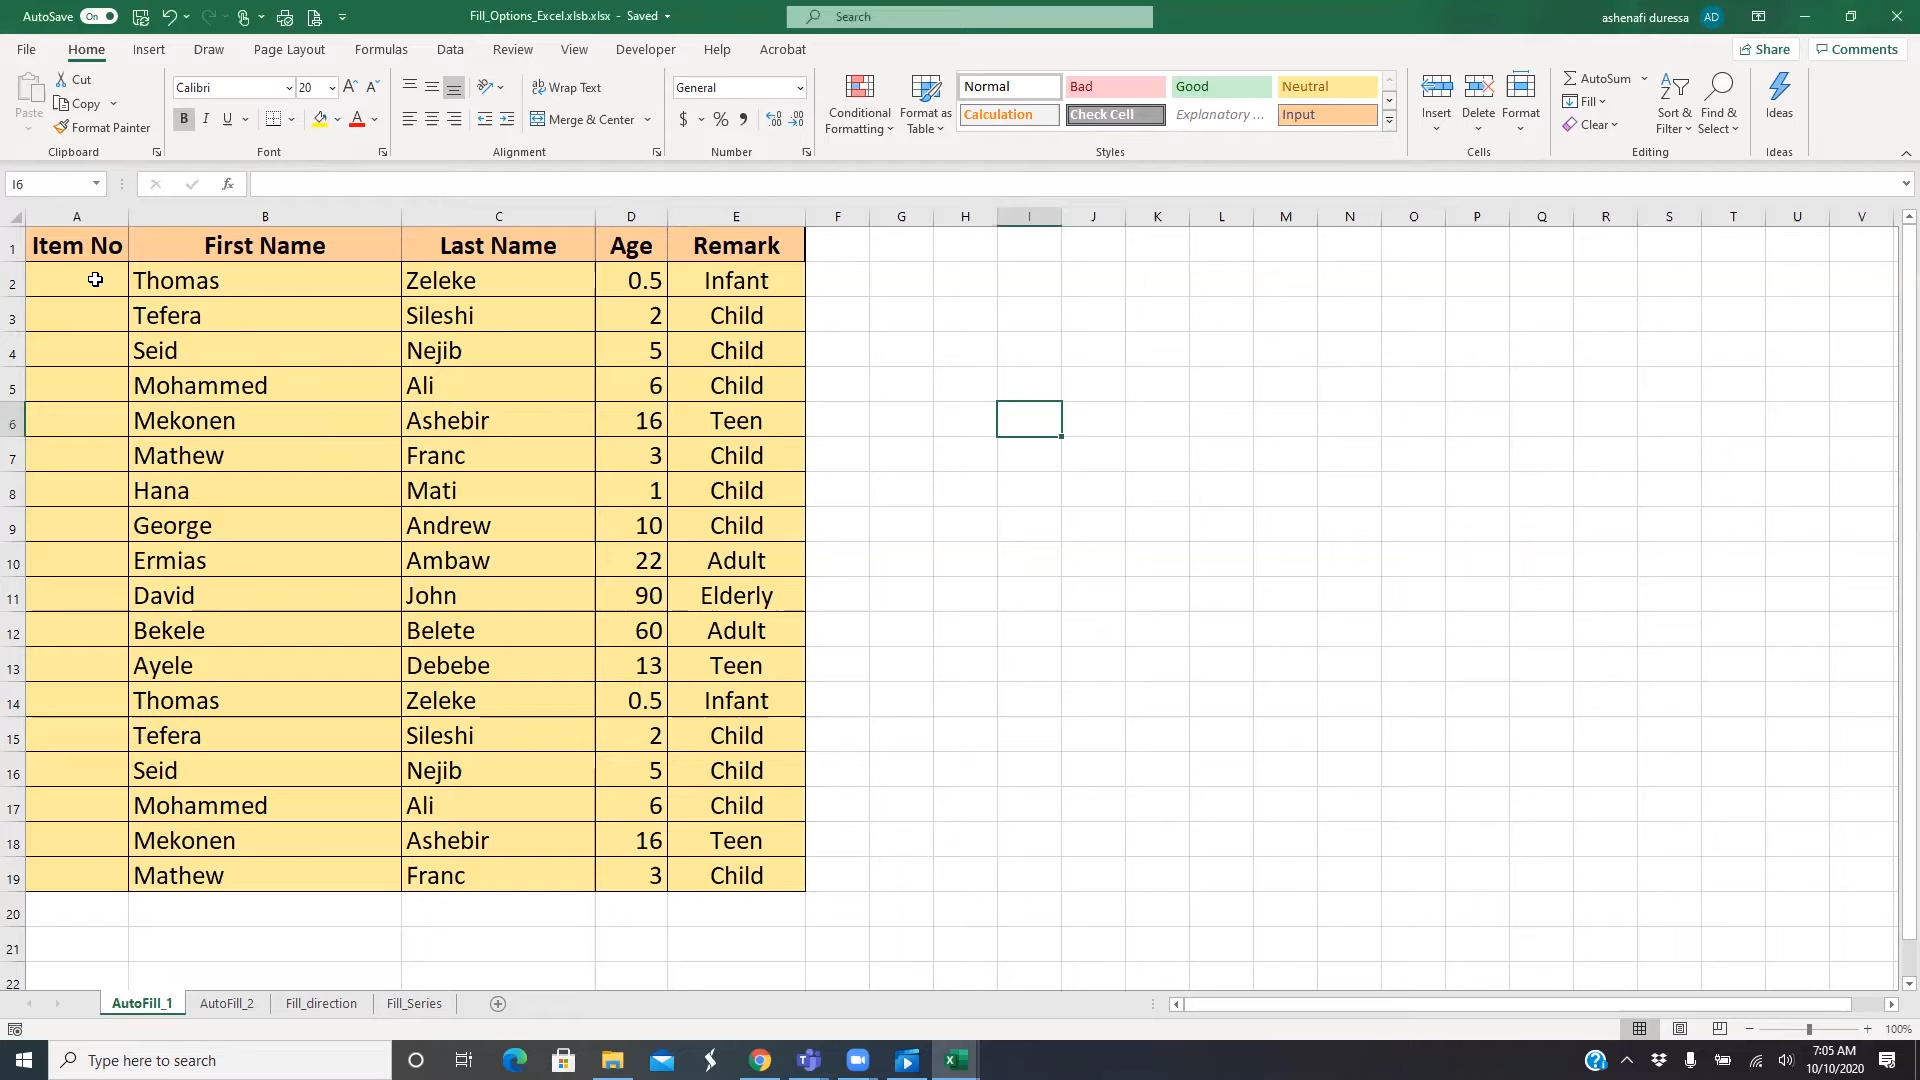 AutoSave On Fill_Options_Excel.xlsb.xlsx - Saved Search ashenafi duressa AD
File Home Insert Draw Page Layout Formulas Data Review View Developer Help Acrobat Share Comments
Paste Cut Copy Format Painter Clipboard
Calibri 20 A A B I U A Font
Wrap Text Merge & Center Alignment
General $ % Number
Conditional Formatting Format as Table
Normal Bad Good Neutral
Calculation Check Cell Explanatory ... Input
Styles
Insert Delete Format Cells
AutoSum Fill Clear Sort & Filter Find & Select Editing
Ideas Ideas
I6 fx
A B C D E F G H I J K L M N O P Q R S T U V
1 Item No First Name Last Name Age Remark
2 Thomas Zeleke 0.5 Infant
3 Tefera Sileshi 2 Child
4 Seid Nejib 5 Child
5 Mohammed Ali 6 Child
6 Mekonen Ashebir 16 Teen
7 Mathew Franc 3 Child
8 Hana Mati 1 Child
9 George Andrew 10 Child
10 Ermias Ambaw 22 Adult
11 David John 90 Elderly
12 Bekele Belete 60 Adult
13 Ayele Debebe 13 Teen
14 Thomas Zeleke 0.5 Infant
15 Tefera Sileshi 2 Child
16 Seid Nejib 5 Child
17 Mohammed Ali 6 Child
18 Mekonen Ashebir 16 Teen
19 Mathew Franc 3 Child
20
21
22
AutoFill_1 AutoFill_2 Fill_direction Fill_Series
100%
Type here to search
7:05 AM
10/10/2020